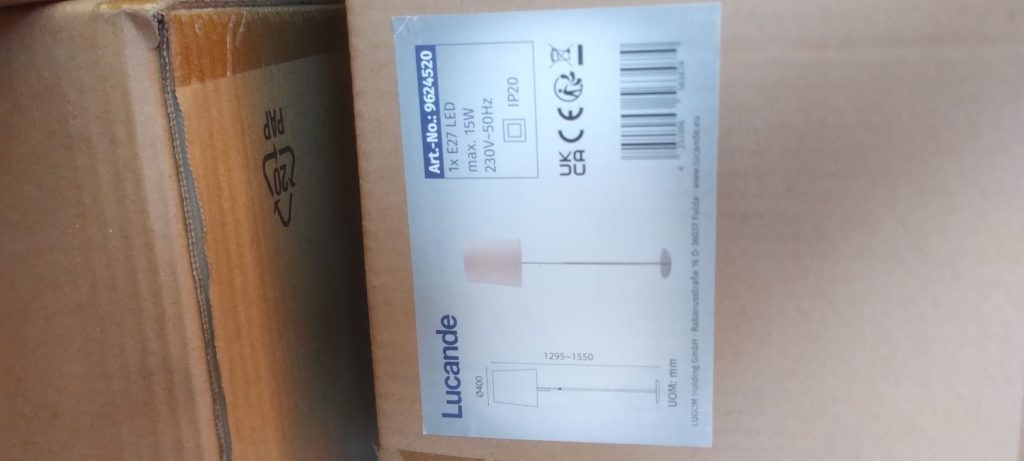 Lucande
Ø400
1295–1550
UOM: mm
Art.-No.: 9624520
1x E27 LED
max. 15W
230V~50Hz
IP20
UK
CA
CE
LUQOM Holding GmbH · Rabanusstraße 16 D-36037 Fulda · www.lucande.eu
20
PAP